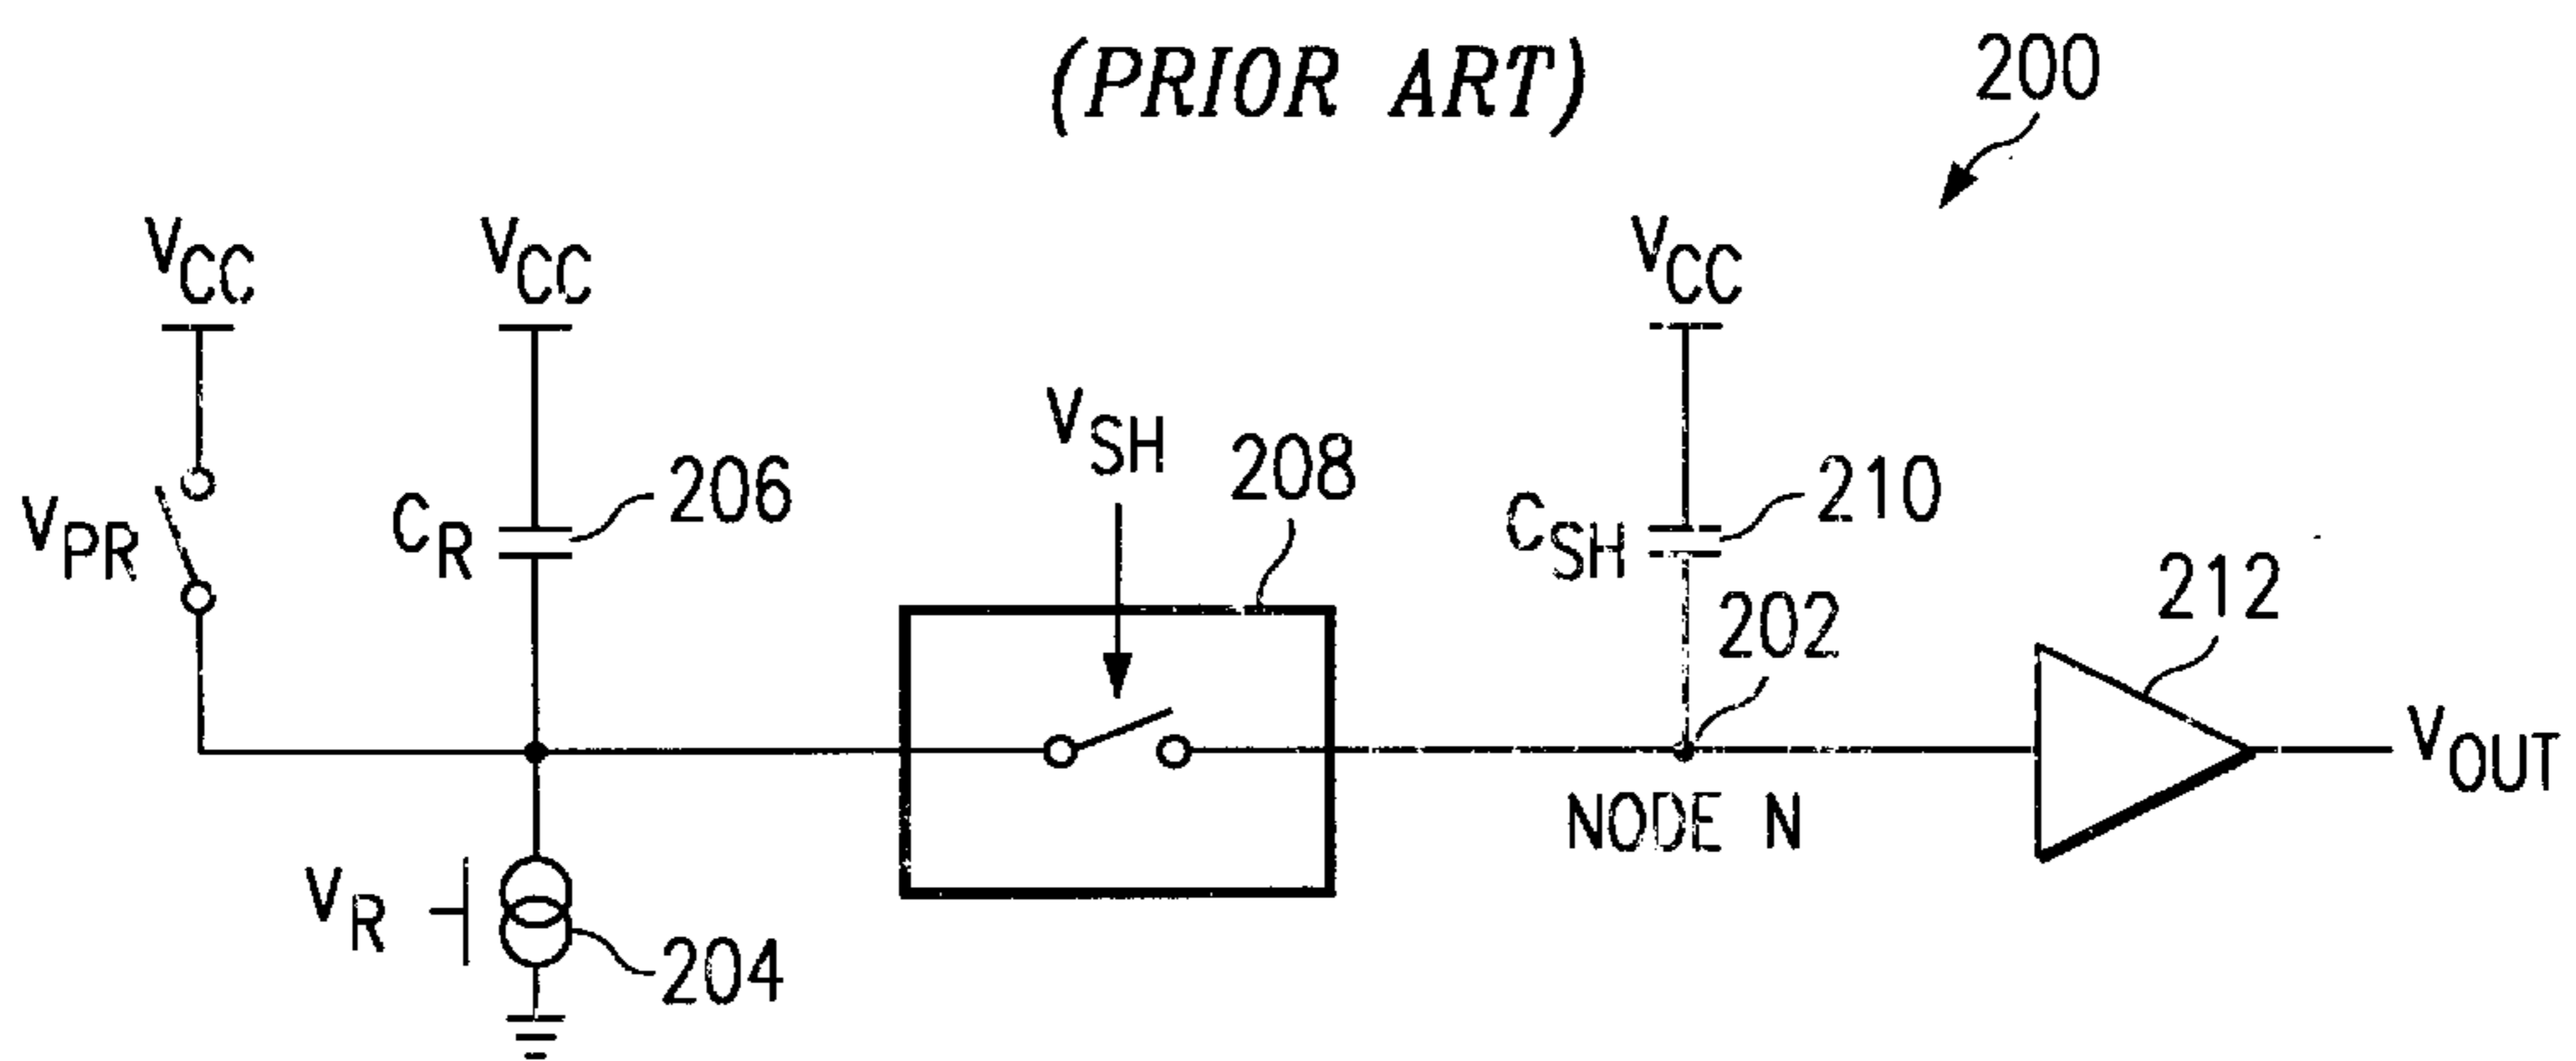 (PRIOR ART)
200
VCC
VCC
VCC
VSH
208
206
210
VPR
CR
CSH
212
202
VOUT
NODE N
VR
204